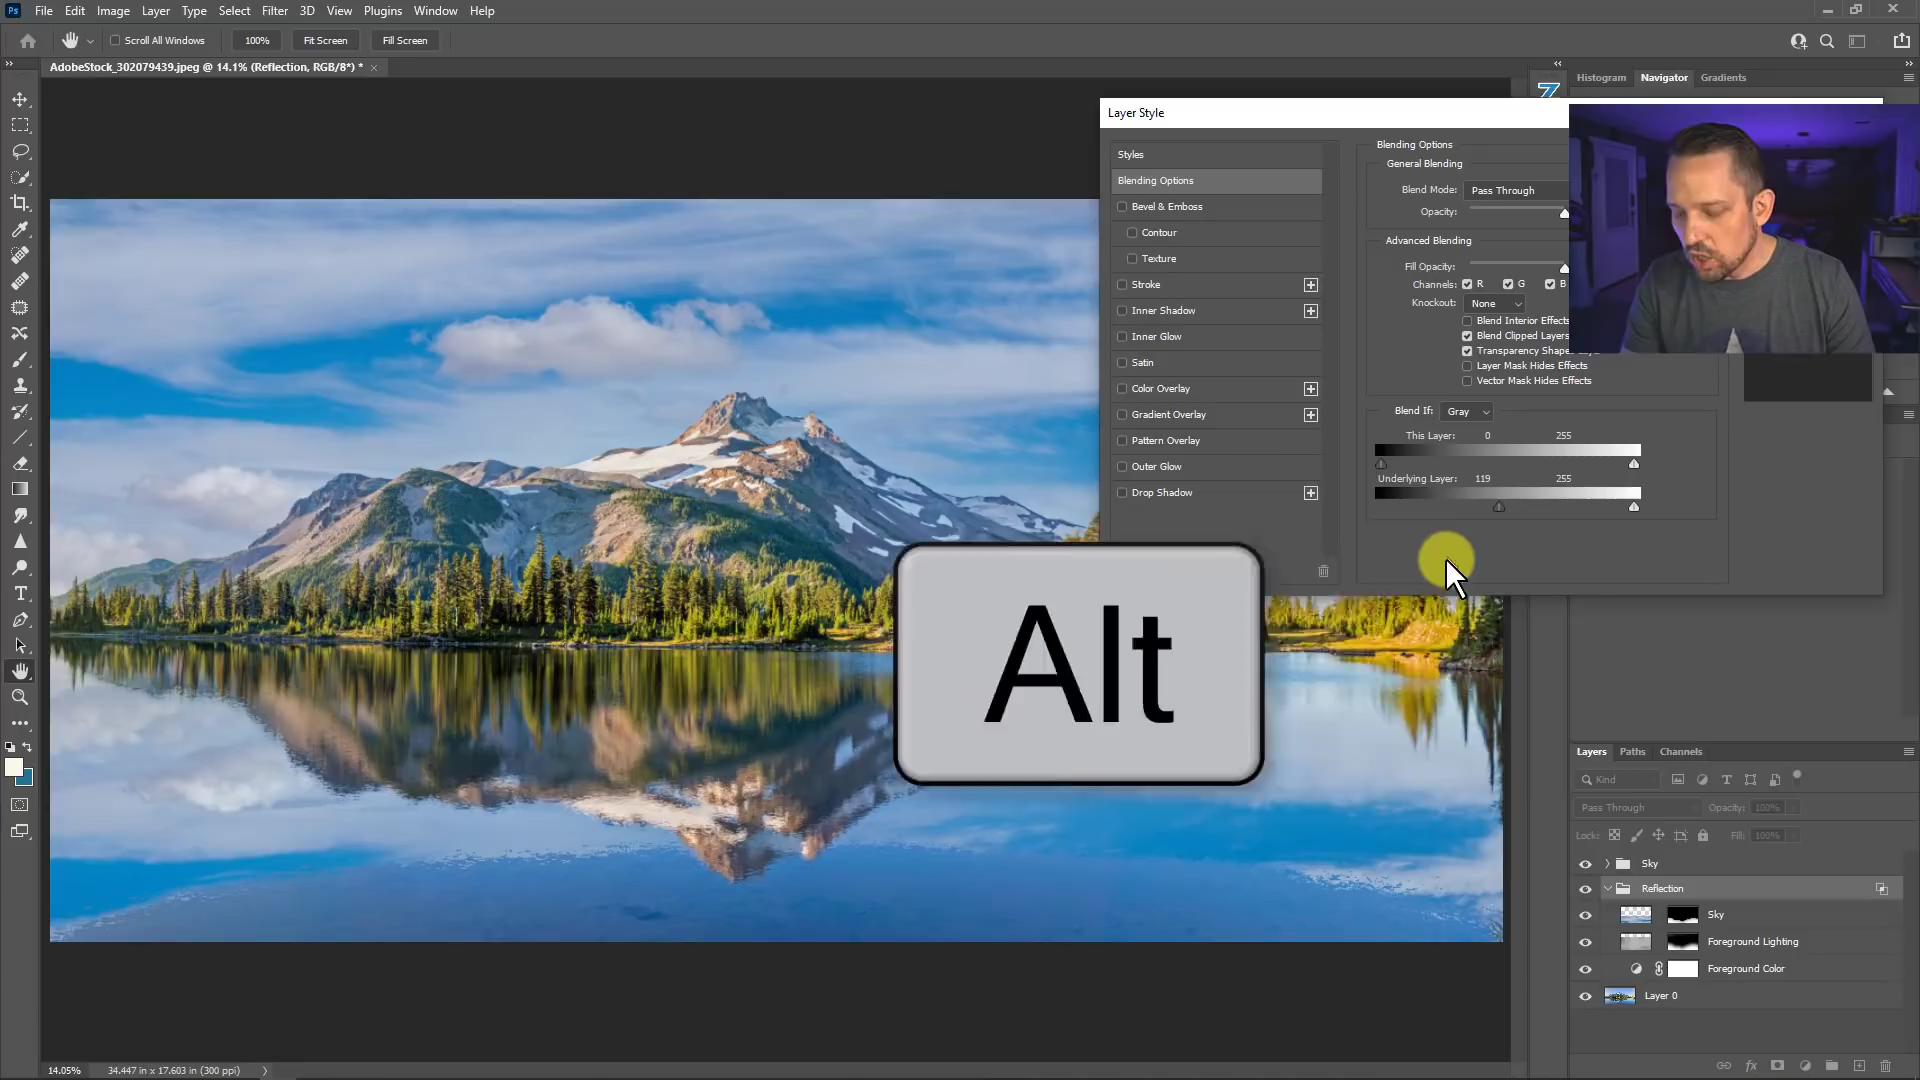 Ps File Edit Image Layer Type Select Filter 3D View Plugins Window Help
Scroll All Windows 100% Fit Screen Fill Screen
AdobeStock_302079439.jpeg @ 14.1% (Reflection, RGB/8*) *
Histogram Navigator Gradients
Layer Style
Styles
Blending Options
Bevel & Emboss
Contour
Texture
Stroke
Inner Shadow
Inner Glow
Satin
Color Overlay
Gradient Overlay
Pattern Overlay
Outer Glow
Drop Shadow
Blending Options
General Blending
Blend Mode: Pass Through
Opacity:
Advanced Blending
Fill Opacity:
Channels: R G B
Knockout: None
Blend Interior Effects
Blend Clipped Layers
Transparency Shapes
Layer Mask Hides Effects
Vector Mask Hides Effects
Blend If: Gray
This Layer: 0 255
Underlying Layer: 119 255
Alt
Layers Paths Channels
Kind
Pass Through Opacity: 100%
Lock: Fill: 100%
Sky
Reflection
Sky
Foreground Lighting
Foreground Color
Layer 0
fx
14.05% 34.447 in x 17.603 in (300 ppi)